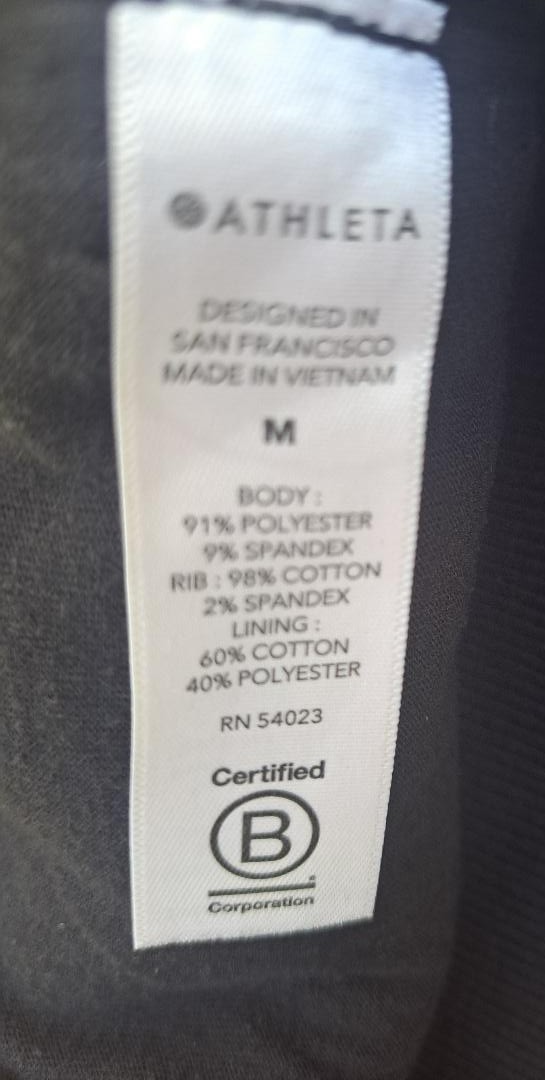 ATHLETA
DESIGNED IN
SAN FRANCISCO
MADE IN VIETNAM
M
BODY :
91% POLYESTER
9% SPANDEX
RIB : 98% COTTON
2% SPANDEX
LINING :
60% COTTON
40% POLYESTER
RN 54023
Certified
B
Corporation